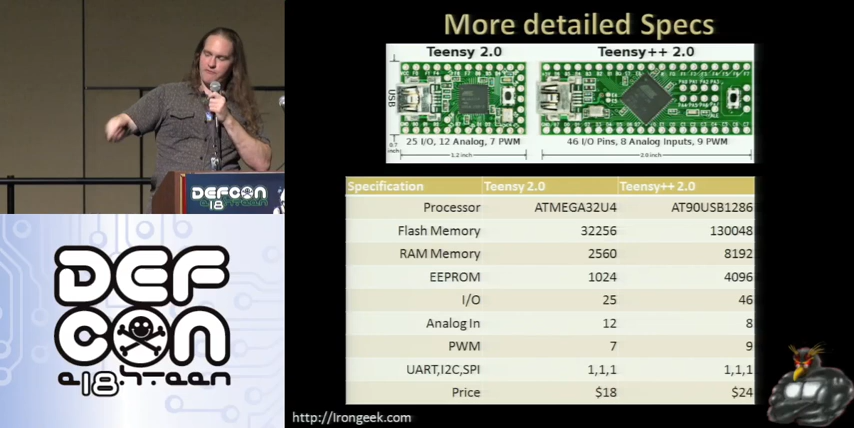 More detailed Specs
Teensy 2.0 Teensy++ 2.0
USB
25 I/O, 12 Analog, 7 PWM 46 I/O Pins, 8 Analog Inputs, 9 PWM
0.7 inch
1.2 inch
Specification Teensy 2.0 Teensy++ 2.0
Processor ATMEGA32U4 AT90USB1286
Flash Memory 32256 130048
RAM Memory 2560 8192
EEPROM 1024 4096
I/O 25 46
Analog In 12 8
PWM 7 9
UART,I2C,SPI 1,1,1 1,1,1
Price $18 $24
http://Irongeek.com
DEFCON
18
DEF
CON
e18hteen